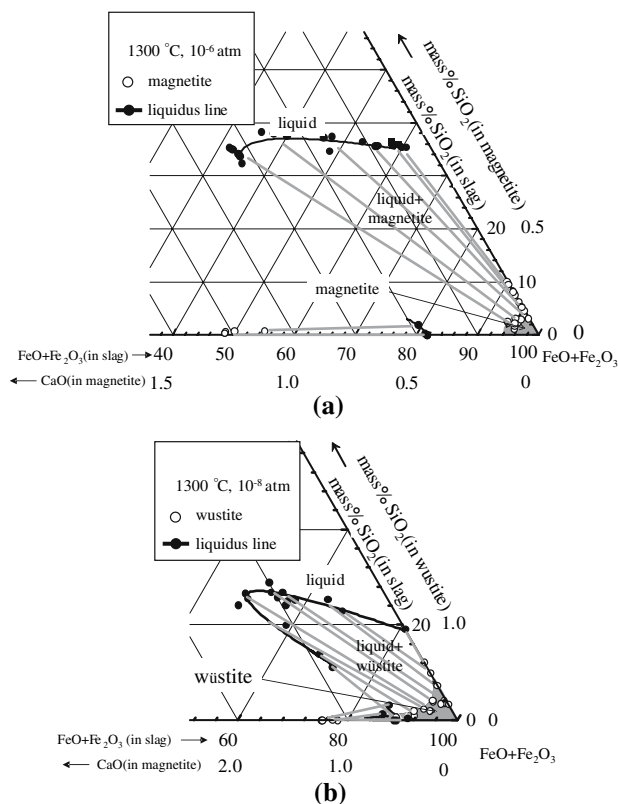 1300 °C, 10⁻⁶ atm
magnetite
liquidus line
mass% SiO₂(in magnetite)
mass% SiO₂(in slag)
liquid
liquid+
magnetite
20 0.5
10
magnetite
0 0
FeO+Fe₂O₃(in slag) → 40 50 60 70 80 90 100 FeO+Fe₂O₃
← CaO(in magnetite) 1.5 1.0 0.5 0
(a)
1300 °C, 10⁻⁸ atm
wustite
liquidus line
mass% SiO₂(in wustite)
mass% SiO₂(in slag)
liquid
20 1.0
liquid+
wüstite
wüstite
0 0
FeO+Fe₂O₃ (in slag) → 60 80 100 FeO+Fe₂O₃
← CaO(in magnetite) 2.0 1.0 0
(b)